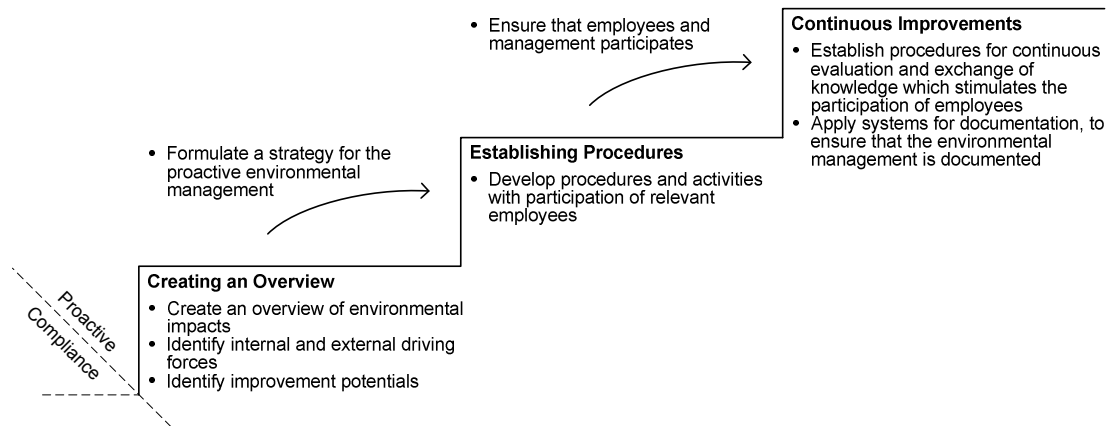 • Ensure that employees and
management participates
Continuous Improvements
• Establish procedures for continuous
evaluation and exchange of
knowledge which stimulates the
participation of employees
• Apply systems for documentation, to
ensure that the environmental
management is documented
• Formulate a strategy for the
proactive environmental
management
Establishing Procedures
• Develop procedures and activities
with participation of relevant
employees
Creating an Overview
• Create an overview of environmental
impacts
• Identify internal and external driving
forces
• Identify improvement potentials
Proactive
Compliance